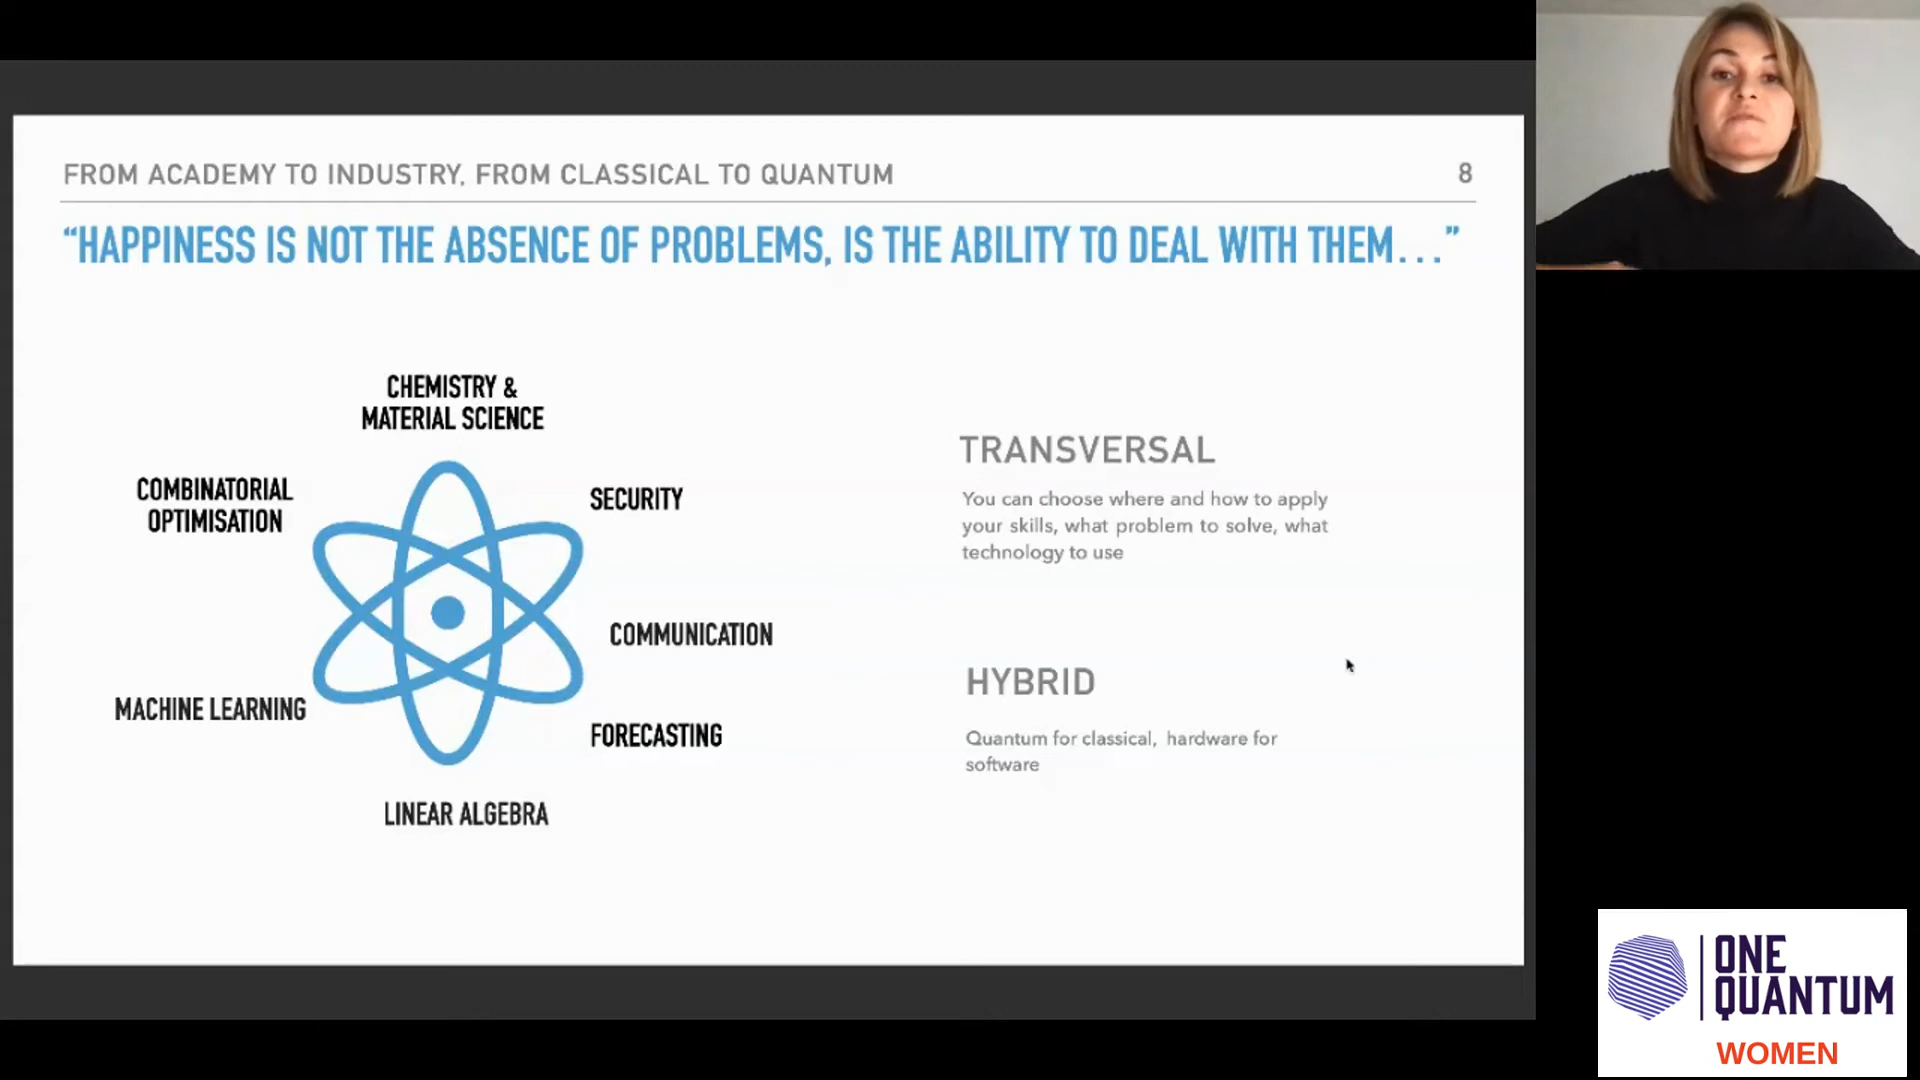 FROM ACADEMY TO INDUSTRY, FROM CLASSICAL TO QUANTUM
8
“HAPPINESS IS NOT THE ABSENCE OF PROBLEMS, IS THE ABILITY TO DEAL WITH THEM...”
CHEMISTRY &
MATERIAL SCIENCE
COMBINATORIAL
OPTIMISATION
SECURITY
COMMUNICATION
MACHINE LEARNING
FORECASTING
LINEAR ALGEBRA
TRANSVERSAL
You can choose where and how to apply
your skills, what problem to solve, what
technology to use
HYBRID
Quantum for classical, hardware for
software
ONE
QUANTUM
WOMEN